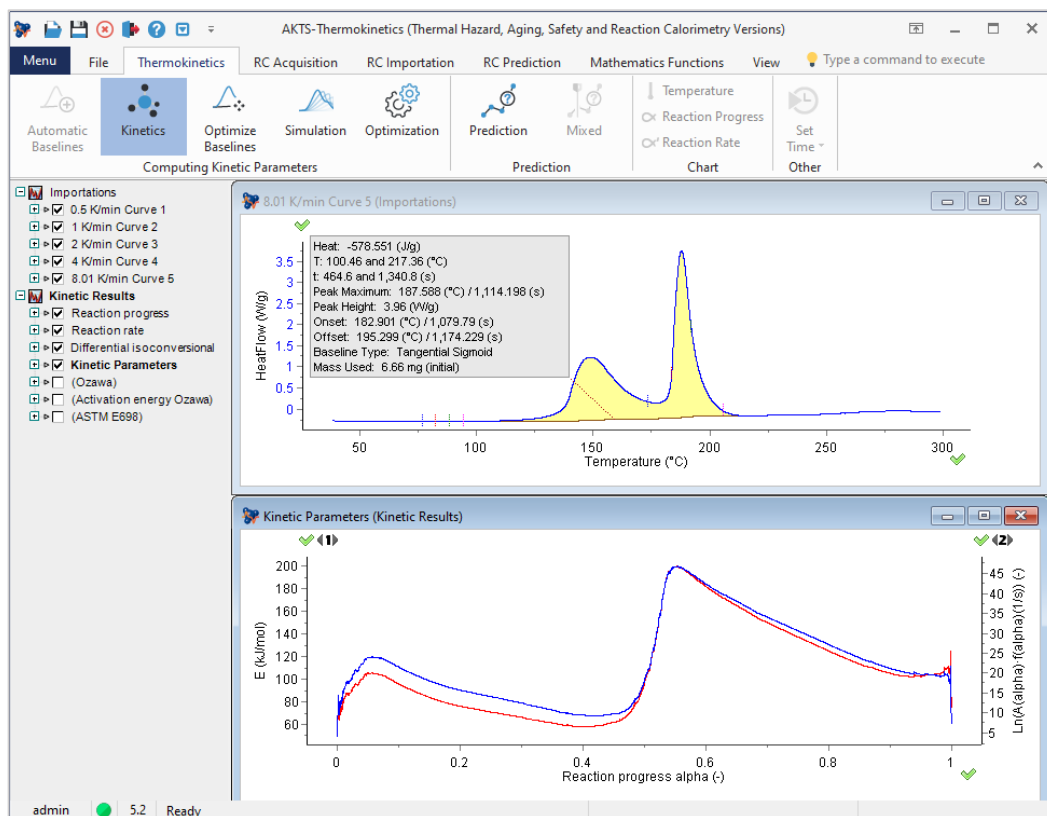 AKTS-Thermokinetics (Thermal Hazard, Aging, Safety and Reaction Calorimetry Versions)
Menu File Thermokinetics RC Acquisition RC Importation RC Prediction Mathematics Functions View Type a command to execute
Automatic Baselines
Kinetics
Optimize Baselines
Simulation
Optimization
Computing Kinetic Parameters
Prediction
Mixed
Prediction
Temperature
Reaction Progress
Reaction Rate
Chart
Set Time
Other
Importations
0.5 K/min Curve 1
1 K/min Curve 2
2 K/min Curve 3
4 K/min Curve 4
8.01 K/min Curve 5
Kinetic Results
Reaction progress
Reaction rate
Differential isoconversional
Kinetic Parameters
(Ozawa)
(Activation energy Ozawa)
(ASTM E698)
8.01 K/min Curve 5 (Importations)
Heat: -578.551 (J/g)
T: 100.46 and 217.36 (°C)
t: 464.6 and 1,340.8 (s)
Peak Maximum: 187.588 (°C) / 1,114.198 (s)
Peak Height: 3.96 (W/g)
Onset: 182.901 (°C) / 1,079.79 (s)
Offset: 195.299 (°C) / 1,174.229 (s)
Baseline Type: Tangential Sigmoid
Mass Used: 6.66 mg (initial)
HeatFlow (W/g)
3.5
3
2.5
2
1.5
1
0.5
0
50 100 150 200 250 300
Temperature (°C)
Kinetic Parameters (Kinetic Results)
(1)
(2)
E (kJ/mol)
200
180
160
140
120
100
80
60
45
40
35
30
25
20
15
10
5
Ln(A(alpha)·f(alpha)(1/s)) (-)
0 0.2 0.4 0.6 0.8 1
Reaction progress alpha (-)
admin 5.2 Ready